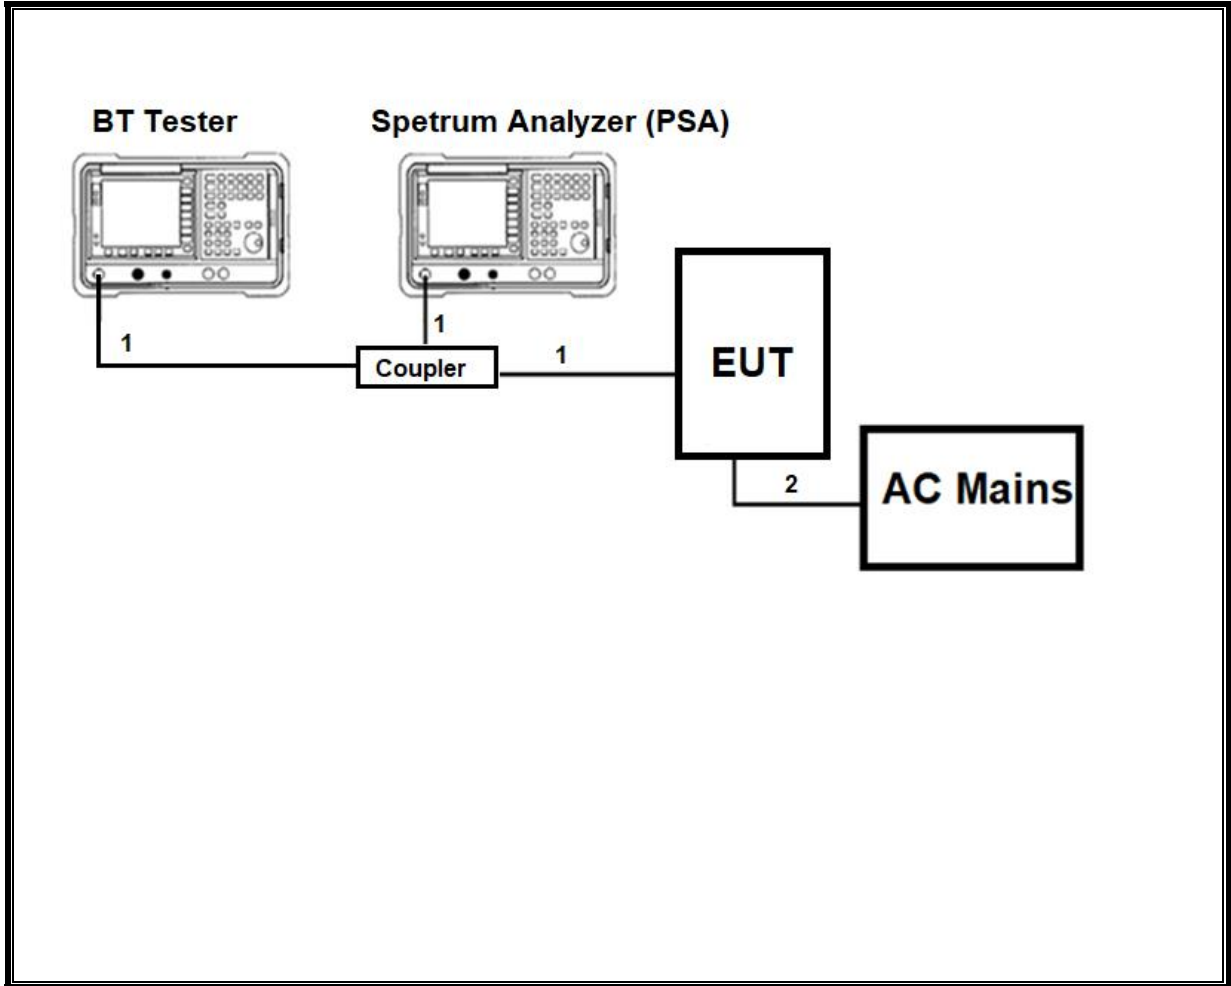 BT Tester
Spetrum Analyzer (PSA)
1
1
1
Coupler
EUT
2
AC Mains